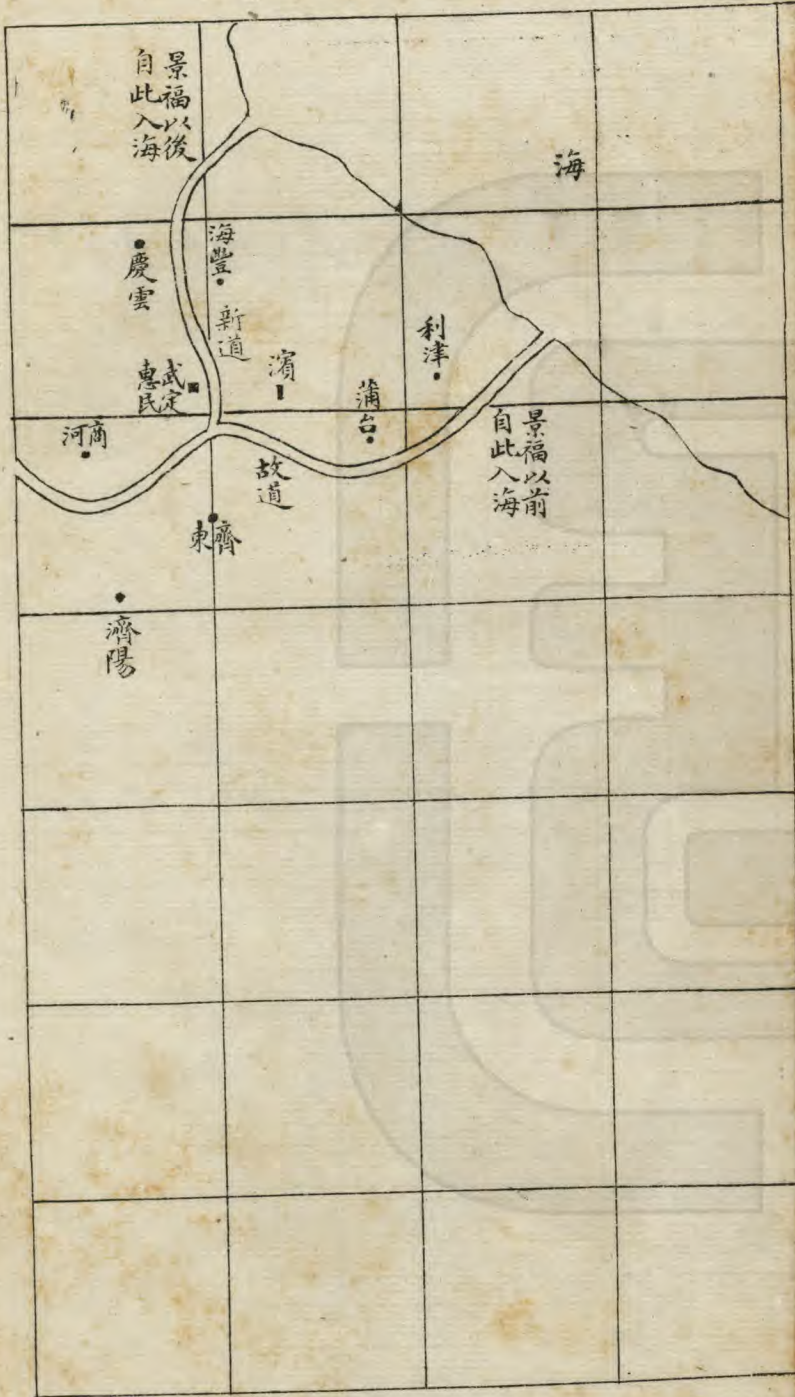 海
景福以後
自此入海
慶雲
海豐
新道
武定
惠民
濱
利津
蒲台
商河
故道
景福以前
自此入海
齊東
濟陽